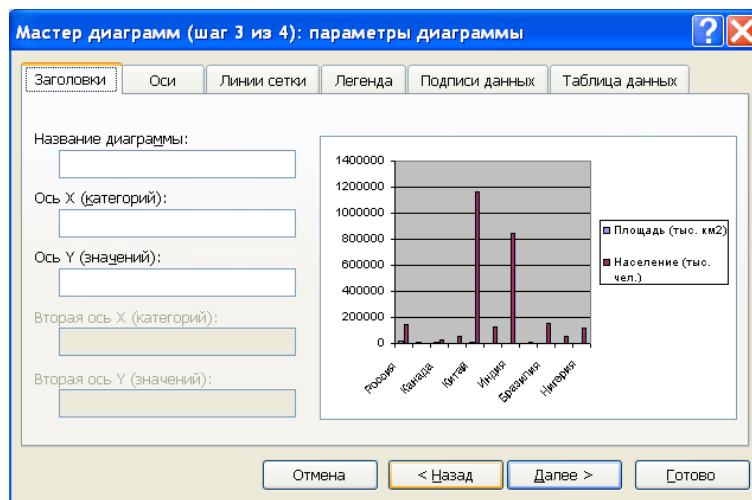 Мастер диаграмм (шаг 3 из 4): параметры диаграммы
Заголовки Оси Линии сетки Легенда Подписи данных Таблица данных
Название диаграммы:
Ось X (категорий):
Ось Y (значений):
Вторая ось X (категорий):
Вторая ось Y (значений):
1400000
1200000
1000000
800000
600000
400000
200000
0
Россия
Канада
Китай
Индия
Бразилия
Нигерия
Площадь (тыс. км2)
Население (тыс.
чел.)
Отмена < Назад Далее > Готово